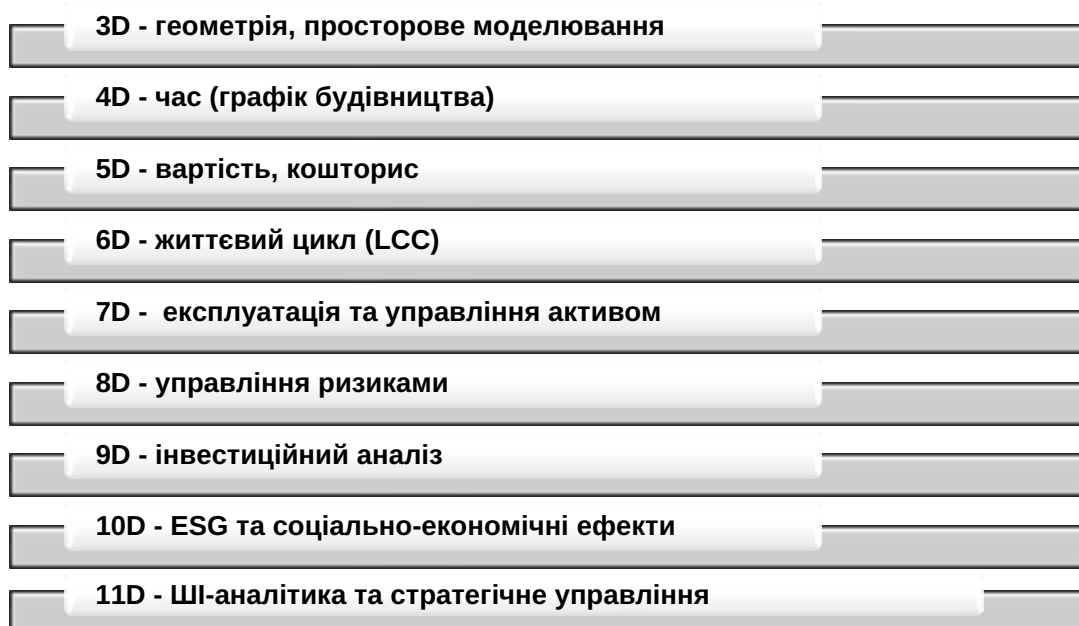 3D - геометрія, просторове моделювання
4D - час (графік будівництва)
5D - вартість, кошторис
6D - життєвий цикл (LCC)
7D - експлуатація та управління активом
8D - управління ризиками
9D - інвестиційний аналіз
10D - ESG та соціально-економічні ефекти
11D - ШІ-аналітика та стратегічне управління